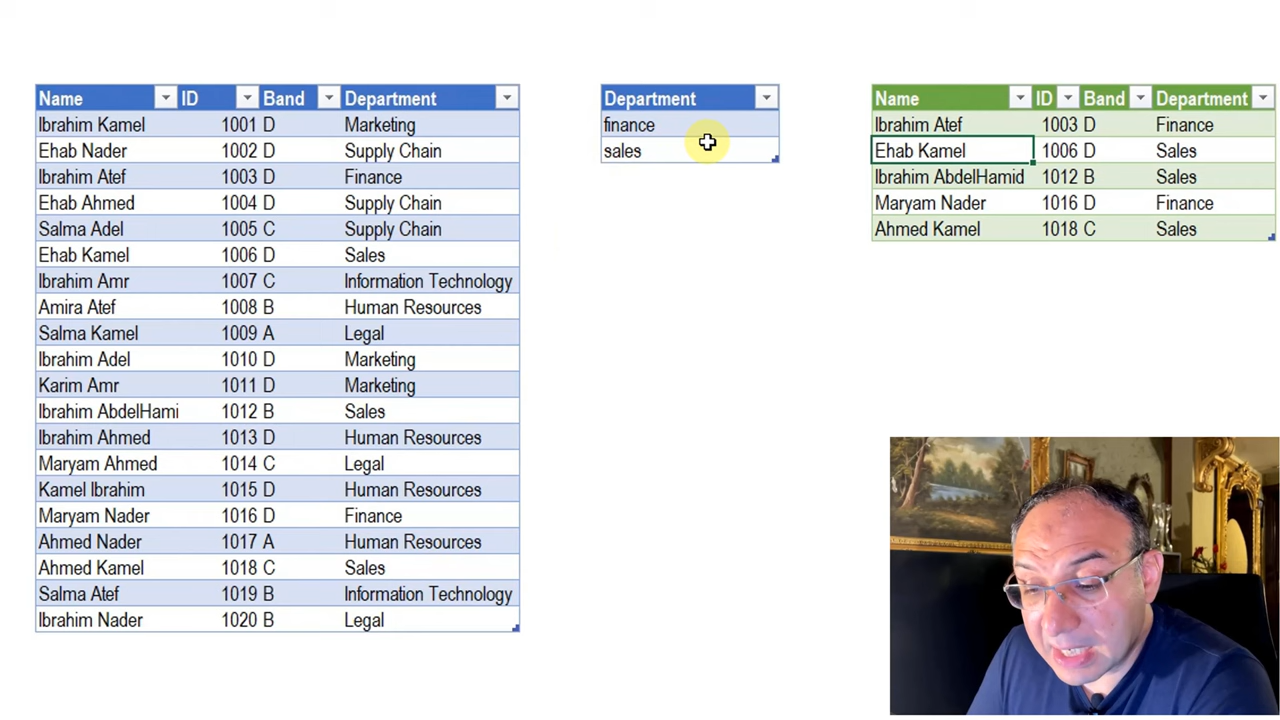 Name ID Band Department
Ibrahim Kamel 1001 D Marketing
Ehab Nader 1002 D Supply Chain
Ibrahim Atef 1003 D Finance
Ehab Ahmed 1004 D Supply Chain
Salma Adel 1005 C Supply Chain
Ehab Kamel 1006 D Sales
Ibrahim Amr 1007 C Information Technology
Amira Atef 1008 B Human Resources
Salma Kamel 1009 A Legal
Ibrahim Adel 1010 D Marketing
Karim Amr 1011 D Marketing
Ibrahim AbdelHami 1012 B Sales
Ibrahim Ahmed 1013 D Human Resources
Maryam Ahmed 1014 C Legal
Kamel Ibrahim 1015 D Human Resources
Maryam Nader 1016 D Finance
Ahmed Nader 1017 A Human Resources
Ahmed Kamel 1018 C Sales
Salma Atef 1019 B Information Technology
Ibrahim Nader 1020 B Legal
Department
finance
sales
Name ID Band Department
Ibrahim Atef 1003 D Finance
Ehab Kamel 1006 D Sales
Ibrahim AbdelHamid 1012 B Sales
Maryam Nader 1016 D Finance
Ahmed Kamel 1018 C Sales